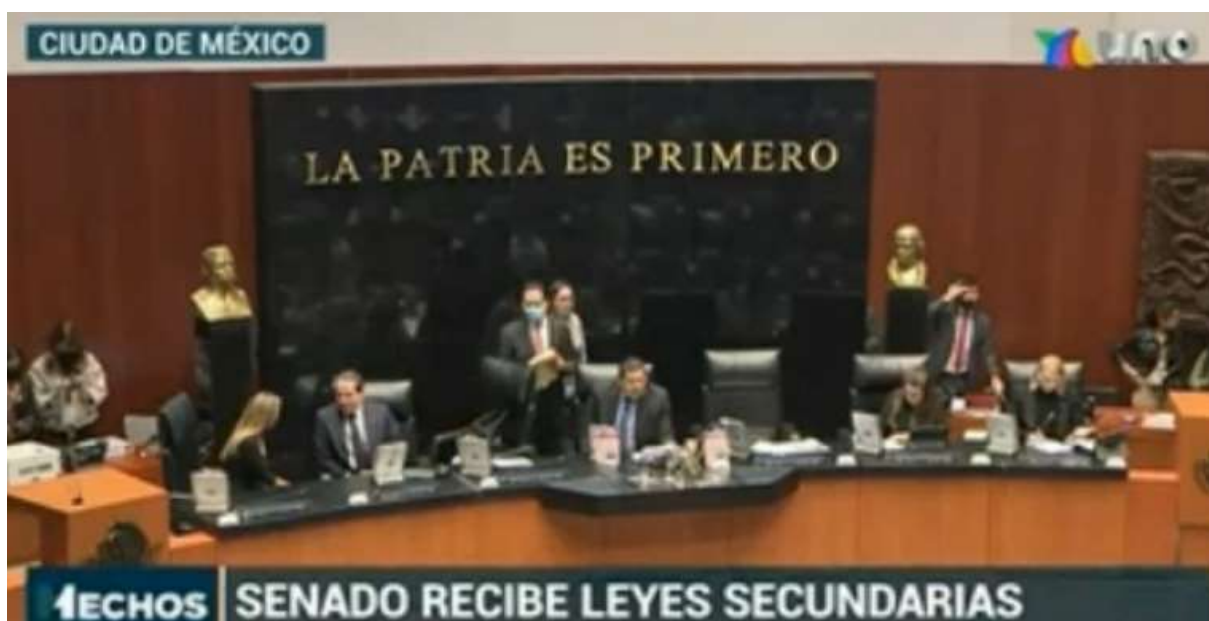 CIUDAD DE MÉXICO
UNO
LA PATRIA ES PRIMERO
HECHOS
SENADO RECIBE LEYES SECUNDARIAS